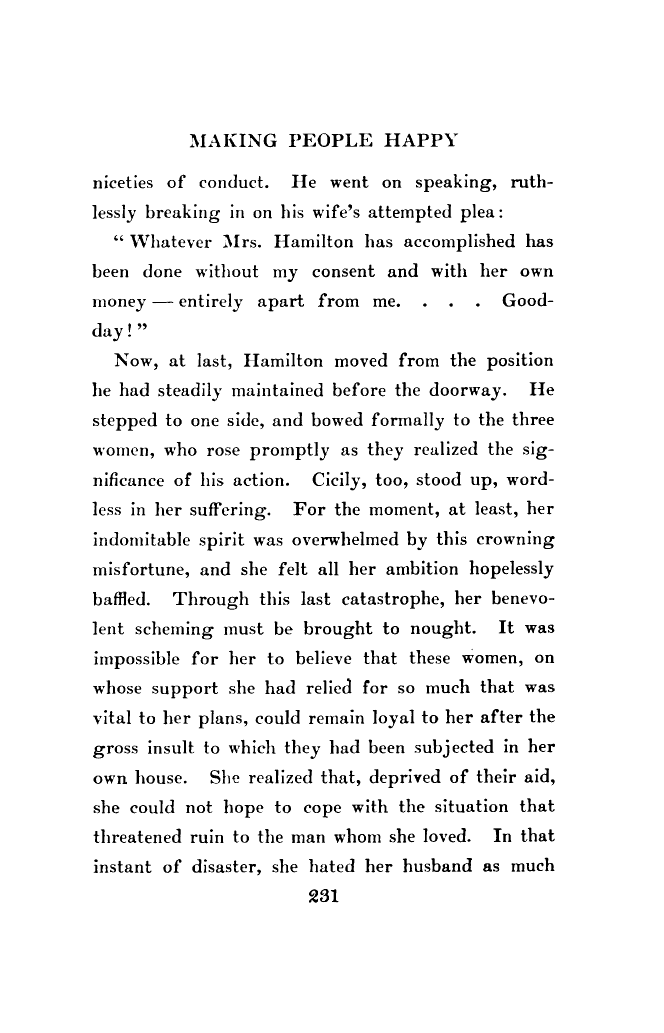 MAKING PEOPLE HAPPY
niceties of conduct. He went on speaking, ruth-
lessly breaking in on his wife's attempted plea:
“ Whatever Mrs. Hamilton has accomplished has
been done without my consent and with her own
money — entirely apart from me. . . . Good-
day! ”
Now, at last, Hamilton moved from the position
he had steadily maintained before the doorway. He
stepped to one side, and bowed formally to the three
women, who rose promptly as they realized the sig-
nificance of his action. Cicily, too, stood up, word-
less in her suffering. For the moment, at least, her
indomitable spirit was overwhelmed by this crowning
misfortune, and she felt all her ambition hopelessly
baffled. Through this last catastrophe, her benevo-
lent scheming must be brought to nought. It was
impossible for her to believe that these women, on
whose support she had relied for so much that was
vital to her plans, could remain loyal to her after the
gross insult to which they had been subjected in her
own house. She realized that, deprived of their aid,
she could not hope to cope with the situation that
threatened ruin to the man whom she loved. In that
instant of disaster, she hated her husband as much
231